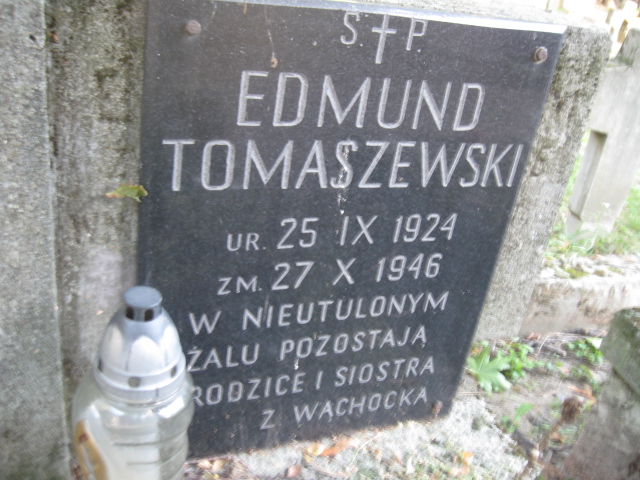 S † P
EDMUND
TOMASZEWSKI
UR. 25 IX 1924
ZM. 27 X 1946
W NIEUTULONYM
ŻALU POZOSTAJĄ
RODZICE I SIOSTRA
Z WĄCHOCKA